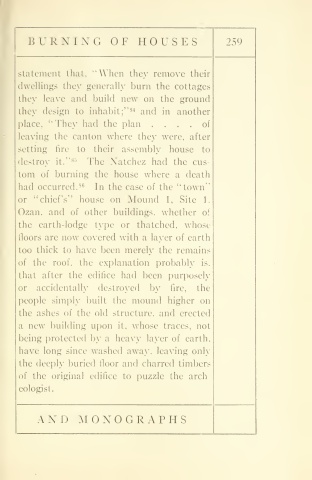 BURNING OF HOUSES 259
statement that, "When they remove their
dwellings they generally burn the cottages
they leave and build new on the ground
they design to inhabit;" and in another
place, "They had the plan . . . . of
leaving the canton where they were, after
setting fire to their assembly house to
destroy it." The Natchez had the cus-
tom of burning the house where a death
had occurred. In the case of the "town"
or "chief's" house on Mound 1, Site 1,
Ozan, and of other buildings, whether of
the earth-lodge type or thatched, whose
floors are now covered with a layer of earth
too thick to have been merely the remains
of the roof, the explanation probably is,
that after the edifice had been purposely
or accidentally destroyed by fire, the
people simply built the mound higher on
the ashes of the old structure, and erected
a new building upon it, whose traces, not
being protected by a heavy layer of earth,
have long since washed away, leaving only
the deeply buried floor and charred timbers
of the original edifice to puzzle the arch-
eologist.
AND MONOGRAPHS